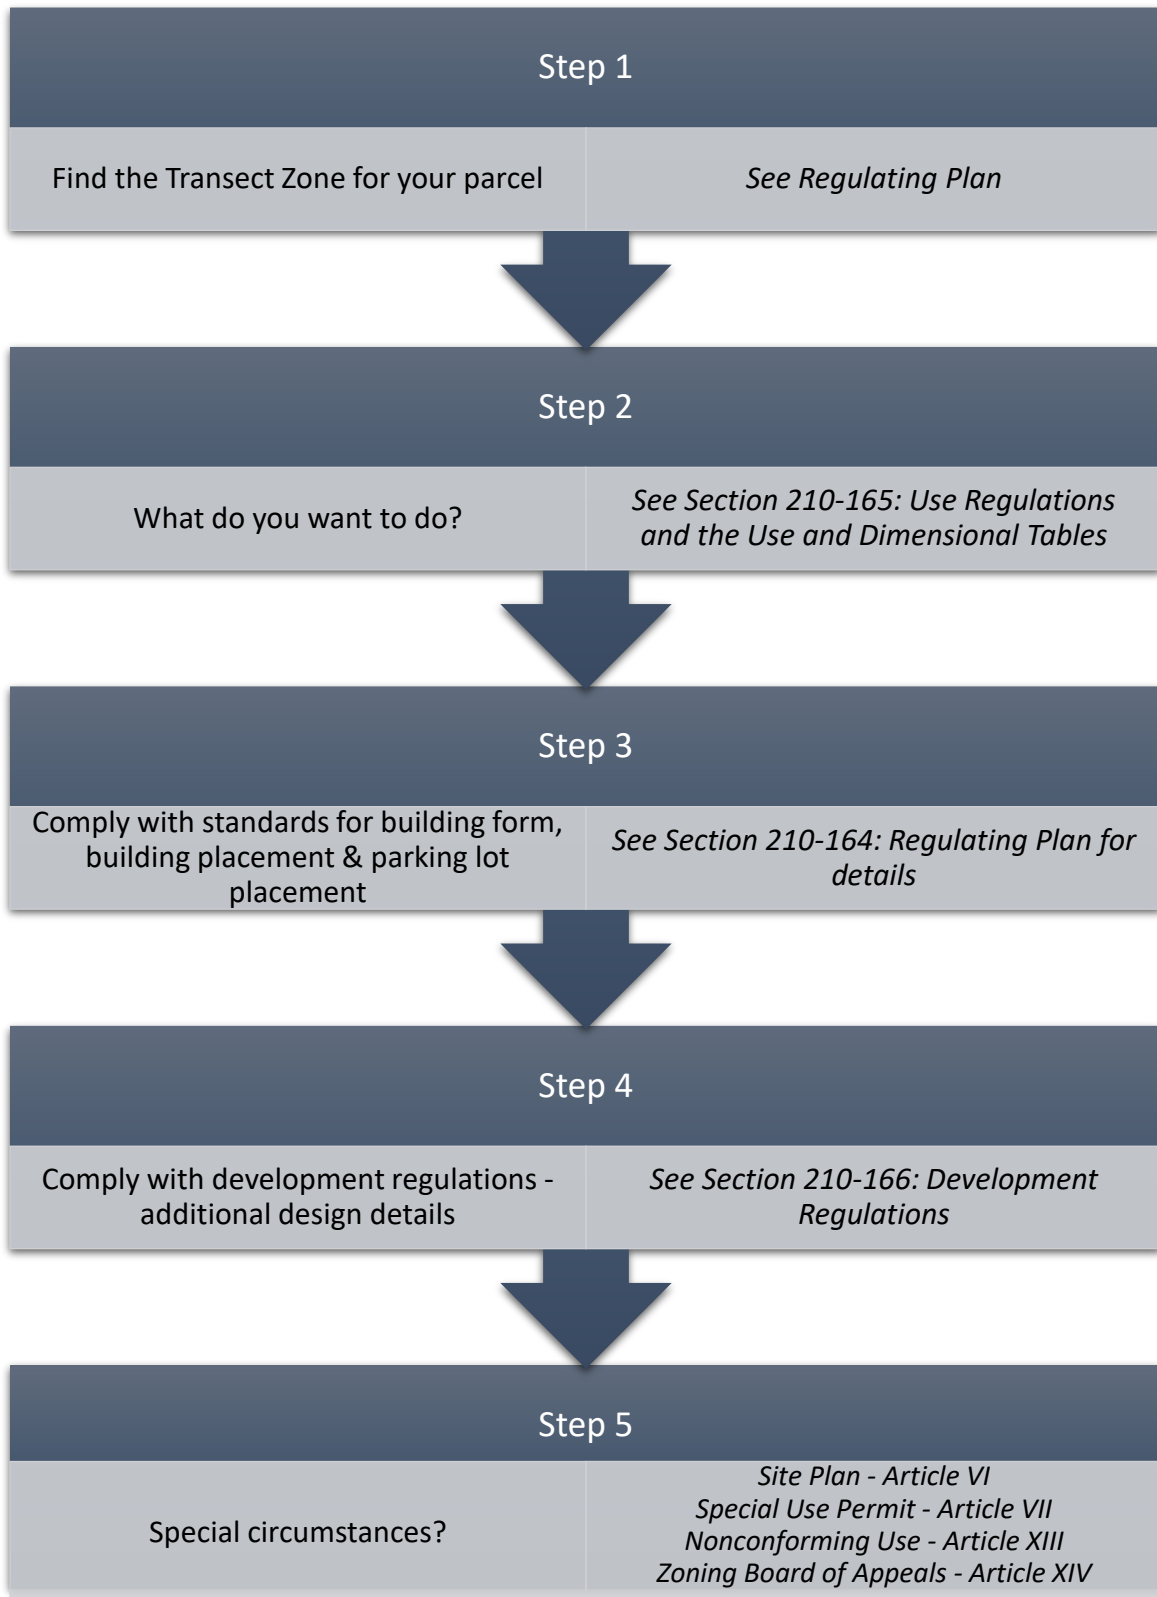 Step 1
Find the Transect Zone for your parcel
See Regulating Plan
Step 2
What do you want to do?
See Section 210-165: Use Regulations
and the Use and Dimensional Tables
Step 3
Comply with standards for building form,
building placement & parking lot
placement
See Section 210-164: Regulating Plan for
details
Step 4
Comply with development regulations -
additional design details
See Section 210-166: Development
Regulations
Step 5
Special circumstances?
Site Plan - Article VI
Special Use Permit - Article VII
Nonconforming Use - Article XIII
Zoning Board of Appeals - Article XIV